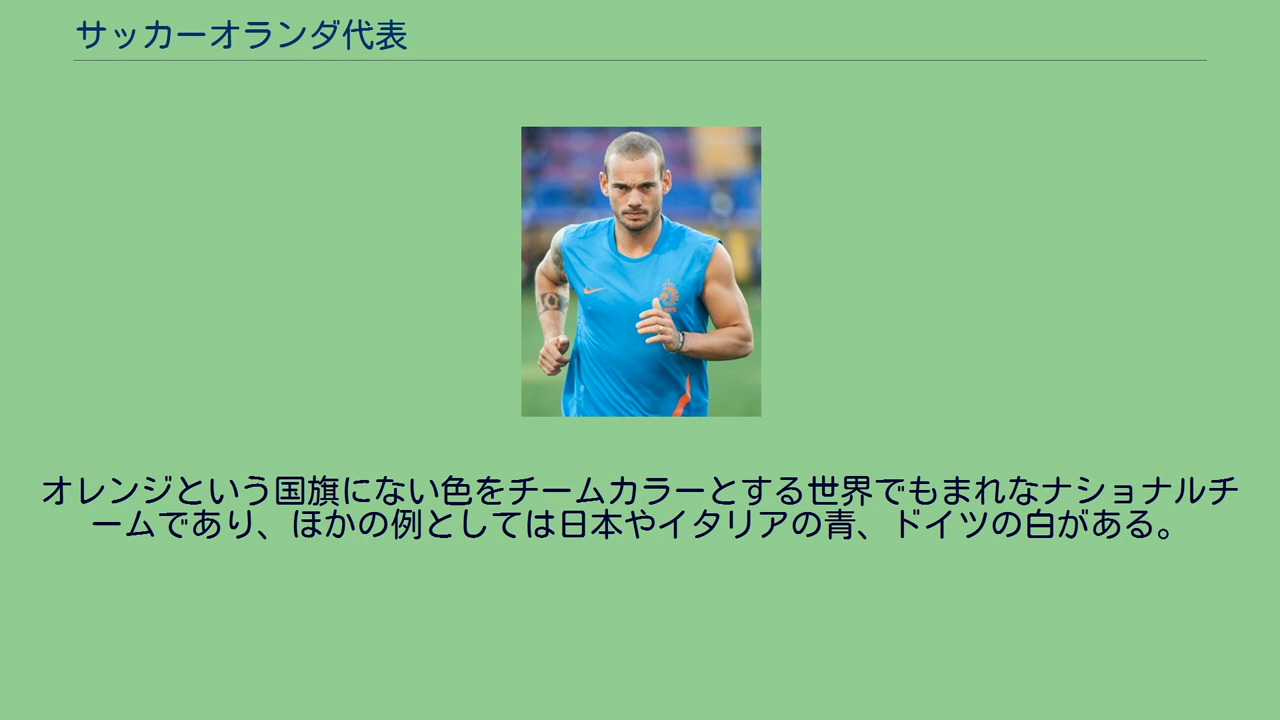 サッカーオランダ代表
オレンジという国旗にない色をチームカラーとする世界でもまれなナショナルチ
ームであり、ほかの例としては日本やイタリアの青、ドイツの白がある。